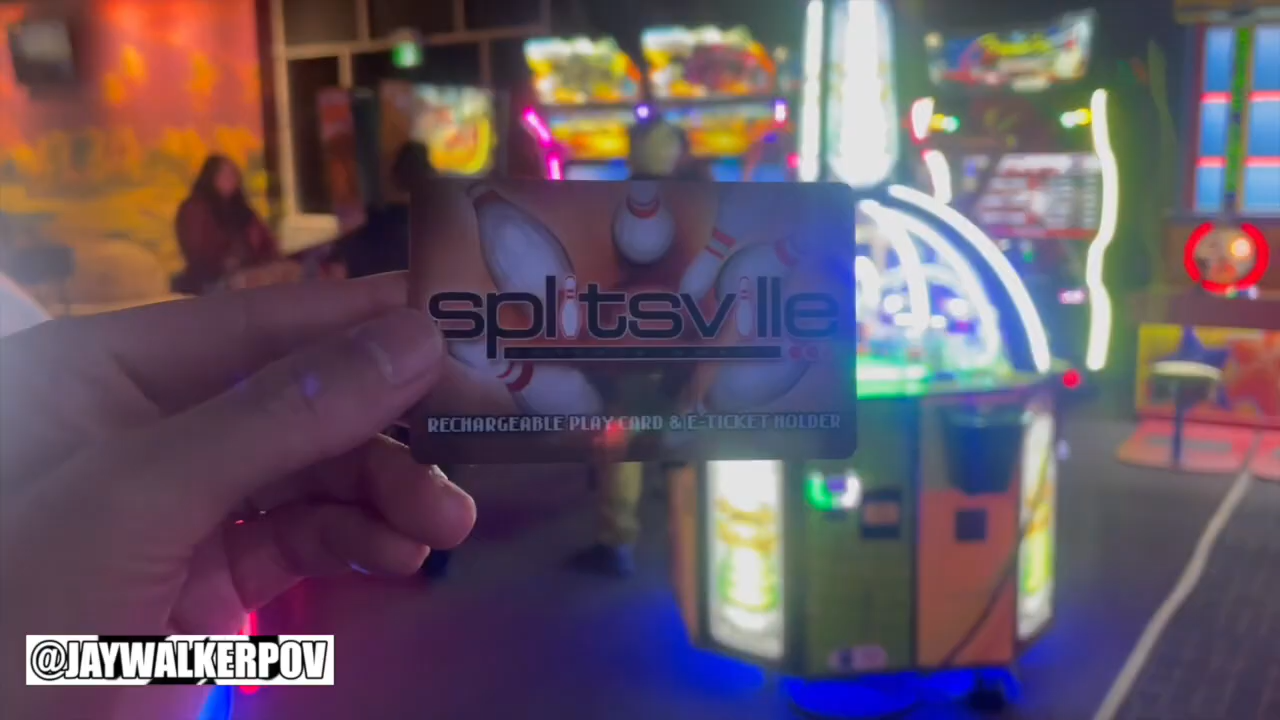 splitsville
RECHARGEABLE PLAY CARD & E-TICKET HOLDER
@JAYWALKERPOV